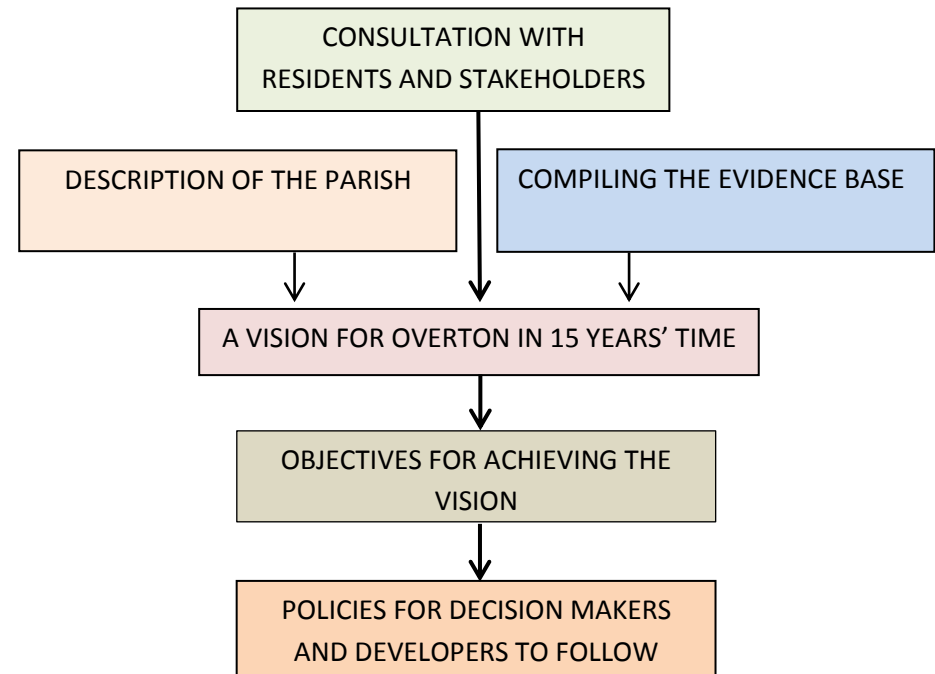 CONSULTATION WITH
RESIDENTS AND STAKEHOLDERS
DESCRIPTION OF THE PARISH
COMPILING THE EVIDENCE BASE
A VISION FOR OVERTON IN 15 YEARS’ TIME
OBJECTIVES FOR ACHIEVING THE
VISION
POLICIES FOR DECISION MAKERS
AND DEVELOPERS TO FOLLOW